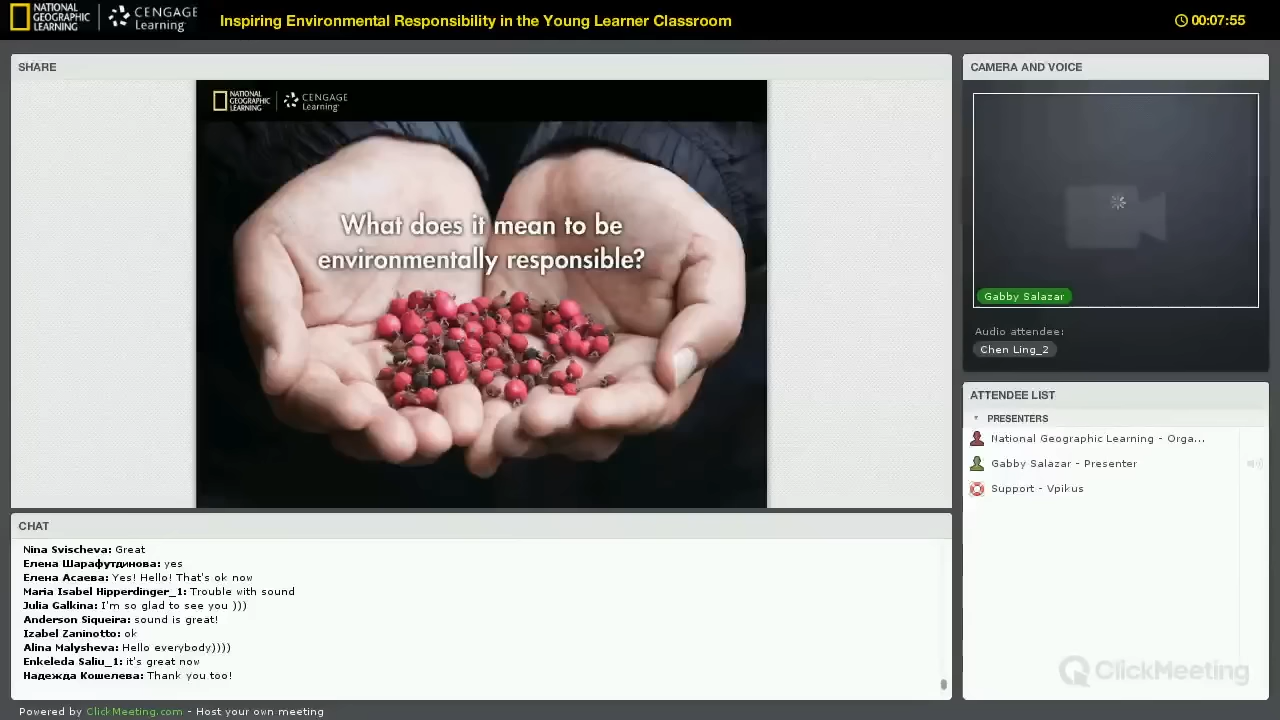 NATIONAL
GEOGRAPHIC
LEARNING
CENGAGE
Learning
Inspiring Environmental Responsibility in the Young Learner Classroom
00:07:55
SHARE
NATIONAL
GEOGRAPHIC
LEARNING
CENGAGE
Learning
What does it mean to be
environmentally responsible?
CHAT
Nina Svischeva: Great
Елена Шарафутдинова: yes
Елена Асаева: Yes! Hello! That's ok now
Maria Isabel Hipperdinger_1: Trouble with sound
Julia Galkina: I'm so glad to see you )))
Anderson Siqueira: sound is great!
Izabel Zaninotto: ok
Alina Malysheva: Hello everybody))))
Enkeleda Saliu_1: it's great now
Надежда Кошелева: Thank you too!
CAMERA AND VOICE
Gabby Salazar
Audio attendee:
Chen Ling_2
ATTENDEE LIST
PRESENTERS
National Geographic Learning - Orga...
Gabby Salazar - Presenter
Support - Vpikus
ClickMeeting
Powered by ClickMeeting.com - Host your own meeting